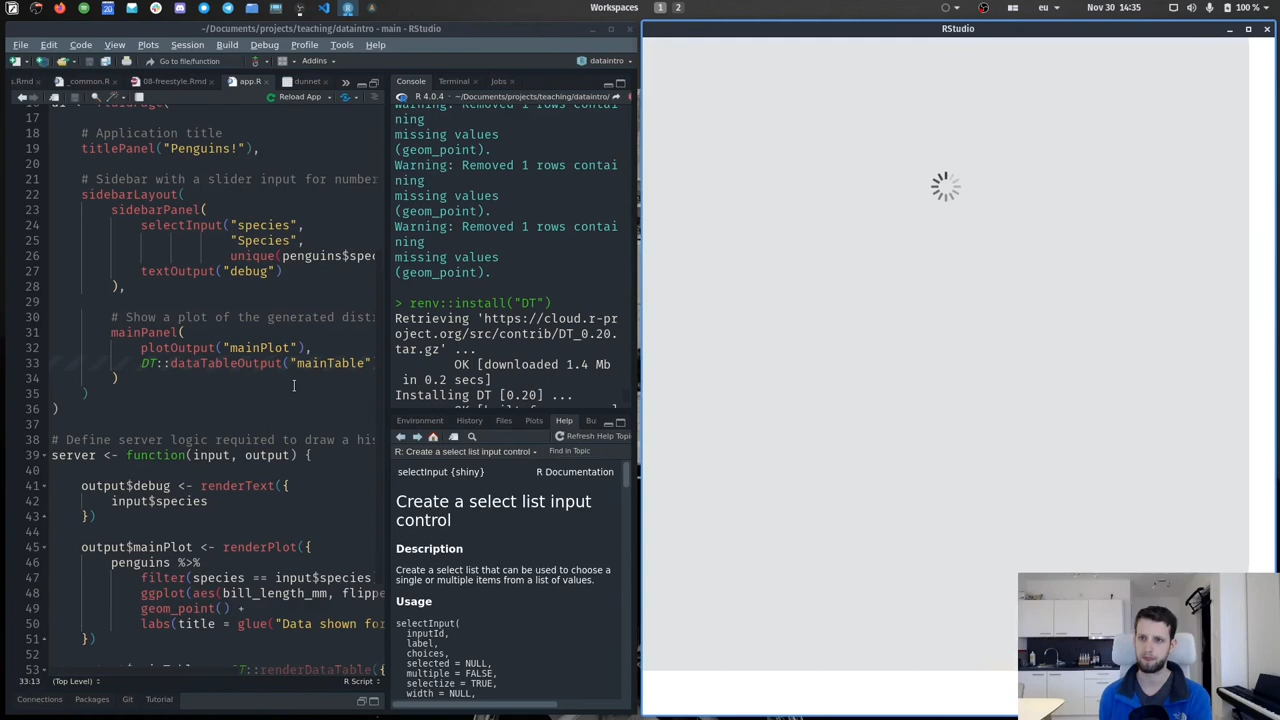 Workspaces
1
2
eu
Nov 30 14:35
100 %
~/Documents/projects/teaching/dataintro - main - RStudio
File Edit Code View Plots Session Build Debug Profile Tools Help
Go to file/function
Addins
dataintro
s.Rmd
_common.R
08-freestyle.Rmd
app.R
dunnet
Reload App
17
18 # Application title
19 titlePanel("Penguins!"),
20
21 # Sidebar with a slider input for number
22 sidebarLayout(
23 sidebarPanel(
24 selectInput("species",
25 "Species",
26 unique(penguins$spec
27 textOutput("debug")
28 ),
29
30 # Show a plot of the generated dist
31 mainPanel(
32 plotOutput("mainPlot"),
33 DT::dataTableOutput("mainTable"
34 )
35 )
36 )
37
38 # Define server logic required to draw a his
39 server <- function(input, output) {
40
41 output$debug <- renderText({
42 input$species
43 })
44
45 output$mainPlot <- renderPlot({
46 penguins %>%
47 filter(species == input$species
48 ggplot(aes(bill_length_mm, flippe
49 geom_point() +
50 labs(title = glue("Data shown for
51 })
52
53 T::renderDataTable({
33:13 (Top Level) R Script
Console Terminal Jobs
R 4.0.4 · ~/Documents/projects/teaching/dataintro/
Warning: Removed 1 rows contai
ning
missing values
(geom_point).
Warning: Removed 1 rows contai
ning
missing values
(geom_point).
Warning: Removed 1 rows contai
ning
missing values
(geom_point).
> renv::install("DT")
Retrieving 'https://cloud.r-pr
oject.org/src/contrib/DT_0.20.
tar.gz' ...
OK [downloaded 1.4 Mb
in 0.2 secs]
Installing DT [0.20] ...
Environment History Files Plots Help Bu
Refresh Help Topic
R: Create a select list input control
Find in Topic
selectInput {shiny} R Documentation
Create a select list input
control
Description
Create a select list that can be used to choose a
single or multiple items from a list of values.
Usage
selectInput(
inputId,
label,
choices,
selected = NULL,
multiple = FALSE,
selectize = TRUE,
width = NULL,
Connections Packages Git Tutorial
RStudio